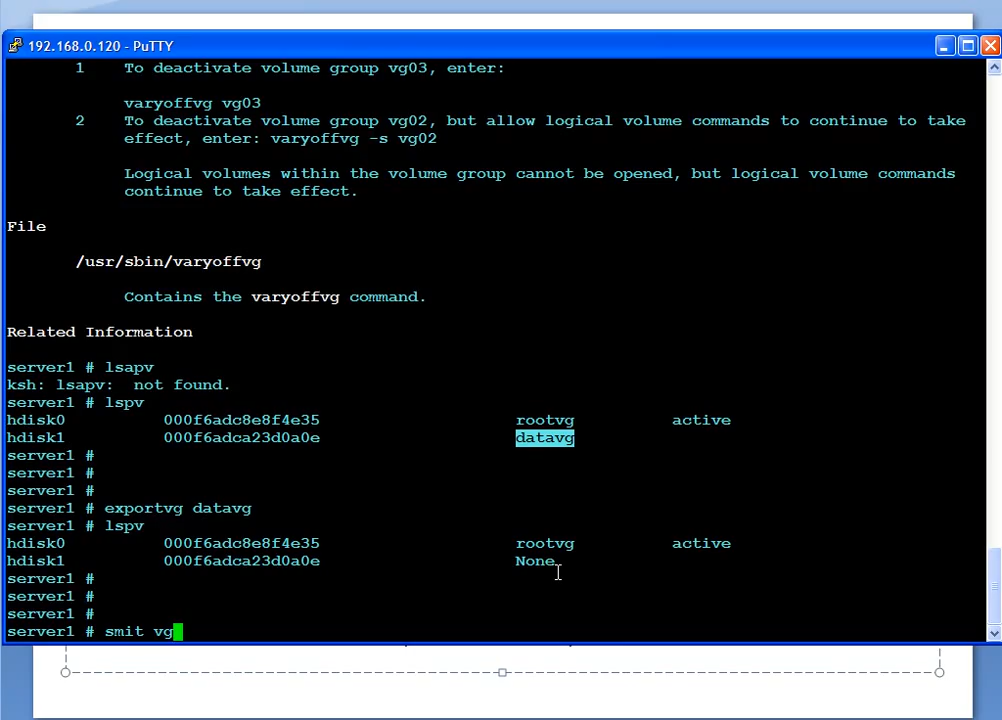 192.168.0.120 - PuTTY
1 To deactivate volume group vg03, enter:
varyoffvg vg03
2 To deactivate volume group vg02, but allow logical volume commands to continue to take
effect, enter: varyoffvg -s vg02
Logical volumes within the volume group cannot be opened, but logical volume commands
continue to take effect.
File
/usr/sbin/varyoffvg
Contains the varyoffvg command.
Related Information
server1 # lsapv
ksh: lsapv:  not found.
server1 # lspv
hdisk0 000f6adc8e8f4e35 rootvg active
hdisk1 000f6adca23d0a0e datavg
server1 #
server1 #
server1 #
server1 # exportvg datavg
server1 # lspv
hdisk0 000f6adc8e8f4e35 rootvg active
hdisk1 000f6adca23d0a0e None
server1 #
server1 #
server1 #
server1 # smit vg